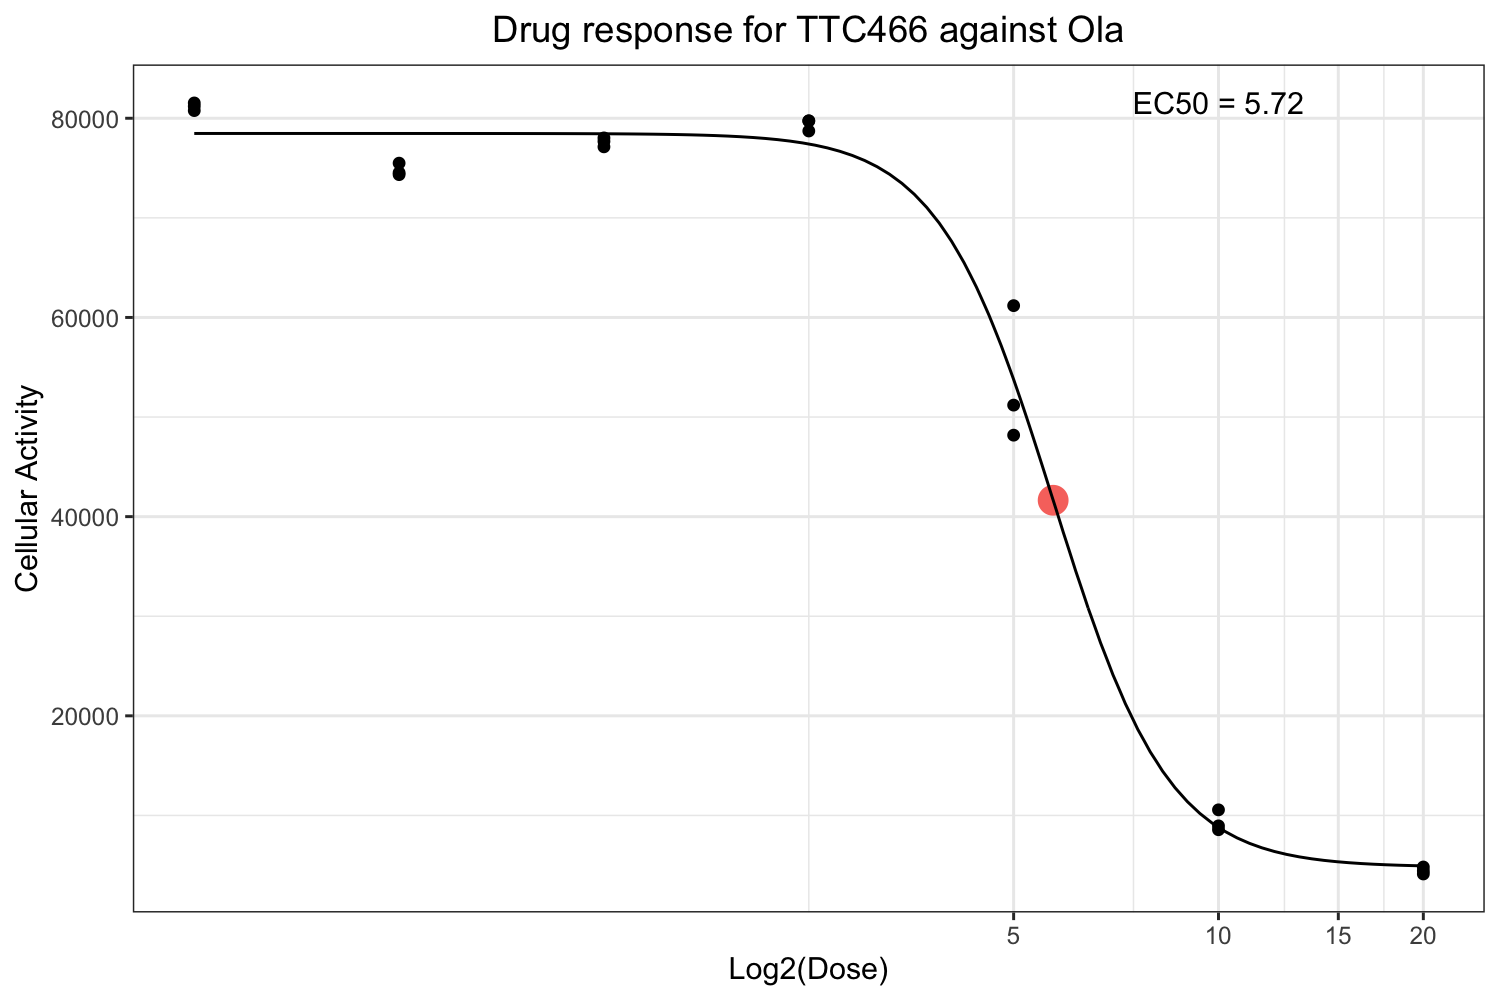 Drug response for TTC466 against Ola
EC50 = 5.72
80000
60000
40000
20000
Cellular Activity
5 10 15 20
Log2(Dose)